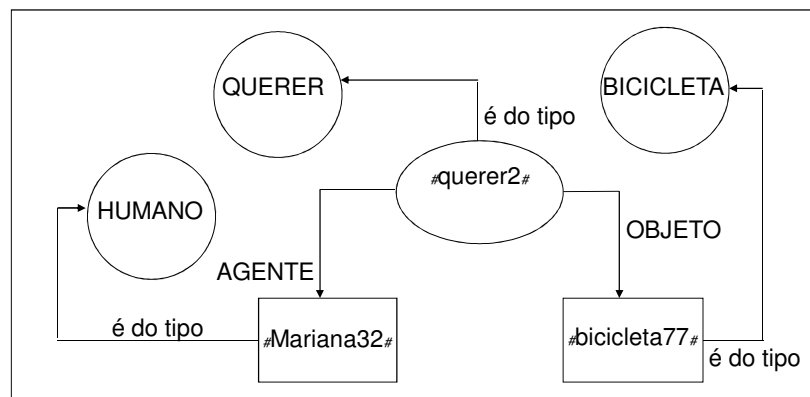 QUERER
BICICLETA
é do tipo
#querer2#
HUMANO
OBJETO
AGENTE
é do tipo
#Mariana32#
#bicicleta77#
é do tipo